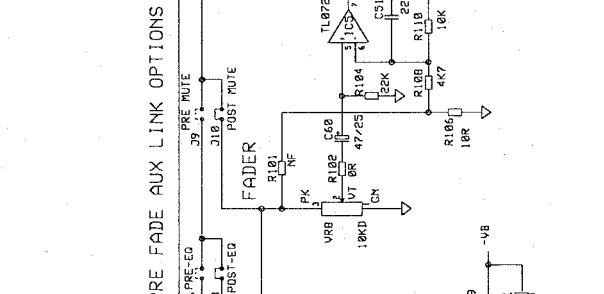 PRE FADE AUX LINK OPTIONS
J9 PRE MUTE
J10 POST MUTE
PRE-EQ
POST-EQ
FADER
R101
NF
PK
3
2
VT
GN
VR8
10KD
R102
0R
C60
47/25
R104
22K
TL072
IC5
5
6
7
C51
22
R110
10K
R108
4K7
R106
10R
-VB